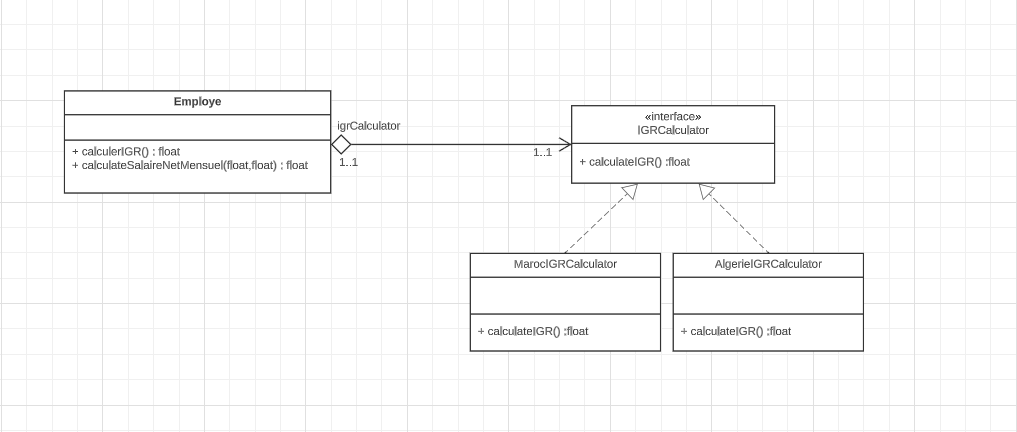 Employe
+ calculerIGR() : float
+ calculateSalaireNetMensuel(float,float) : float
igrCalculator
1..1
1..1
«interface»
IGRCalculator
+ calculateIGR() :float
MarocIGRCalculator
+ calculateIGR() :float
AlgerieIGRCalculator
+ calculateIGR() :float